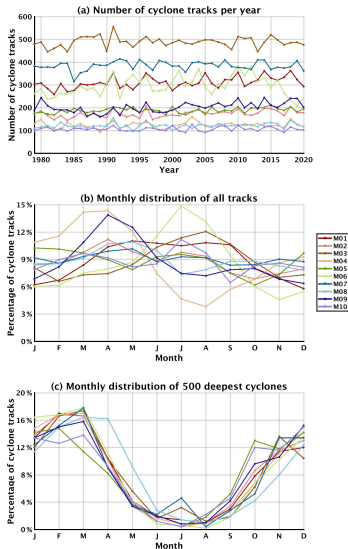 (a) Number of cyclone tracks per year
600
500
400
300
200
100
0
Number of cyclone tracks
1980 1985 1990 1995 2000 2005 2010 2015 2020
Year
(b) Monthly distribution of all tracks
15%
12%
9%
6%
3%
0%
Percentage of cyclone tracks
J F M A M J J A S O N D
Month
M01
M02
M03
M04
M05
M06
M07
M08
M09
M10
(c) Monthly distribution of 500 deepest cyclones
20%
16%
12%
8%
4%
0%
Percentage of cyclone tracks
J F M A M J J A S O N D
Month